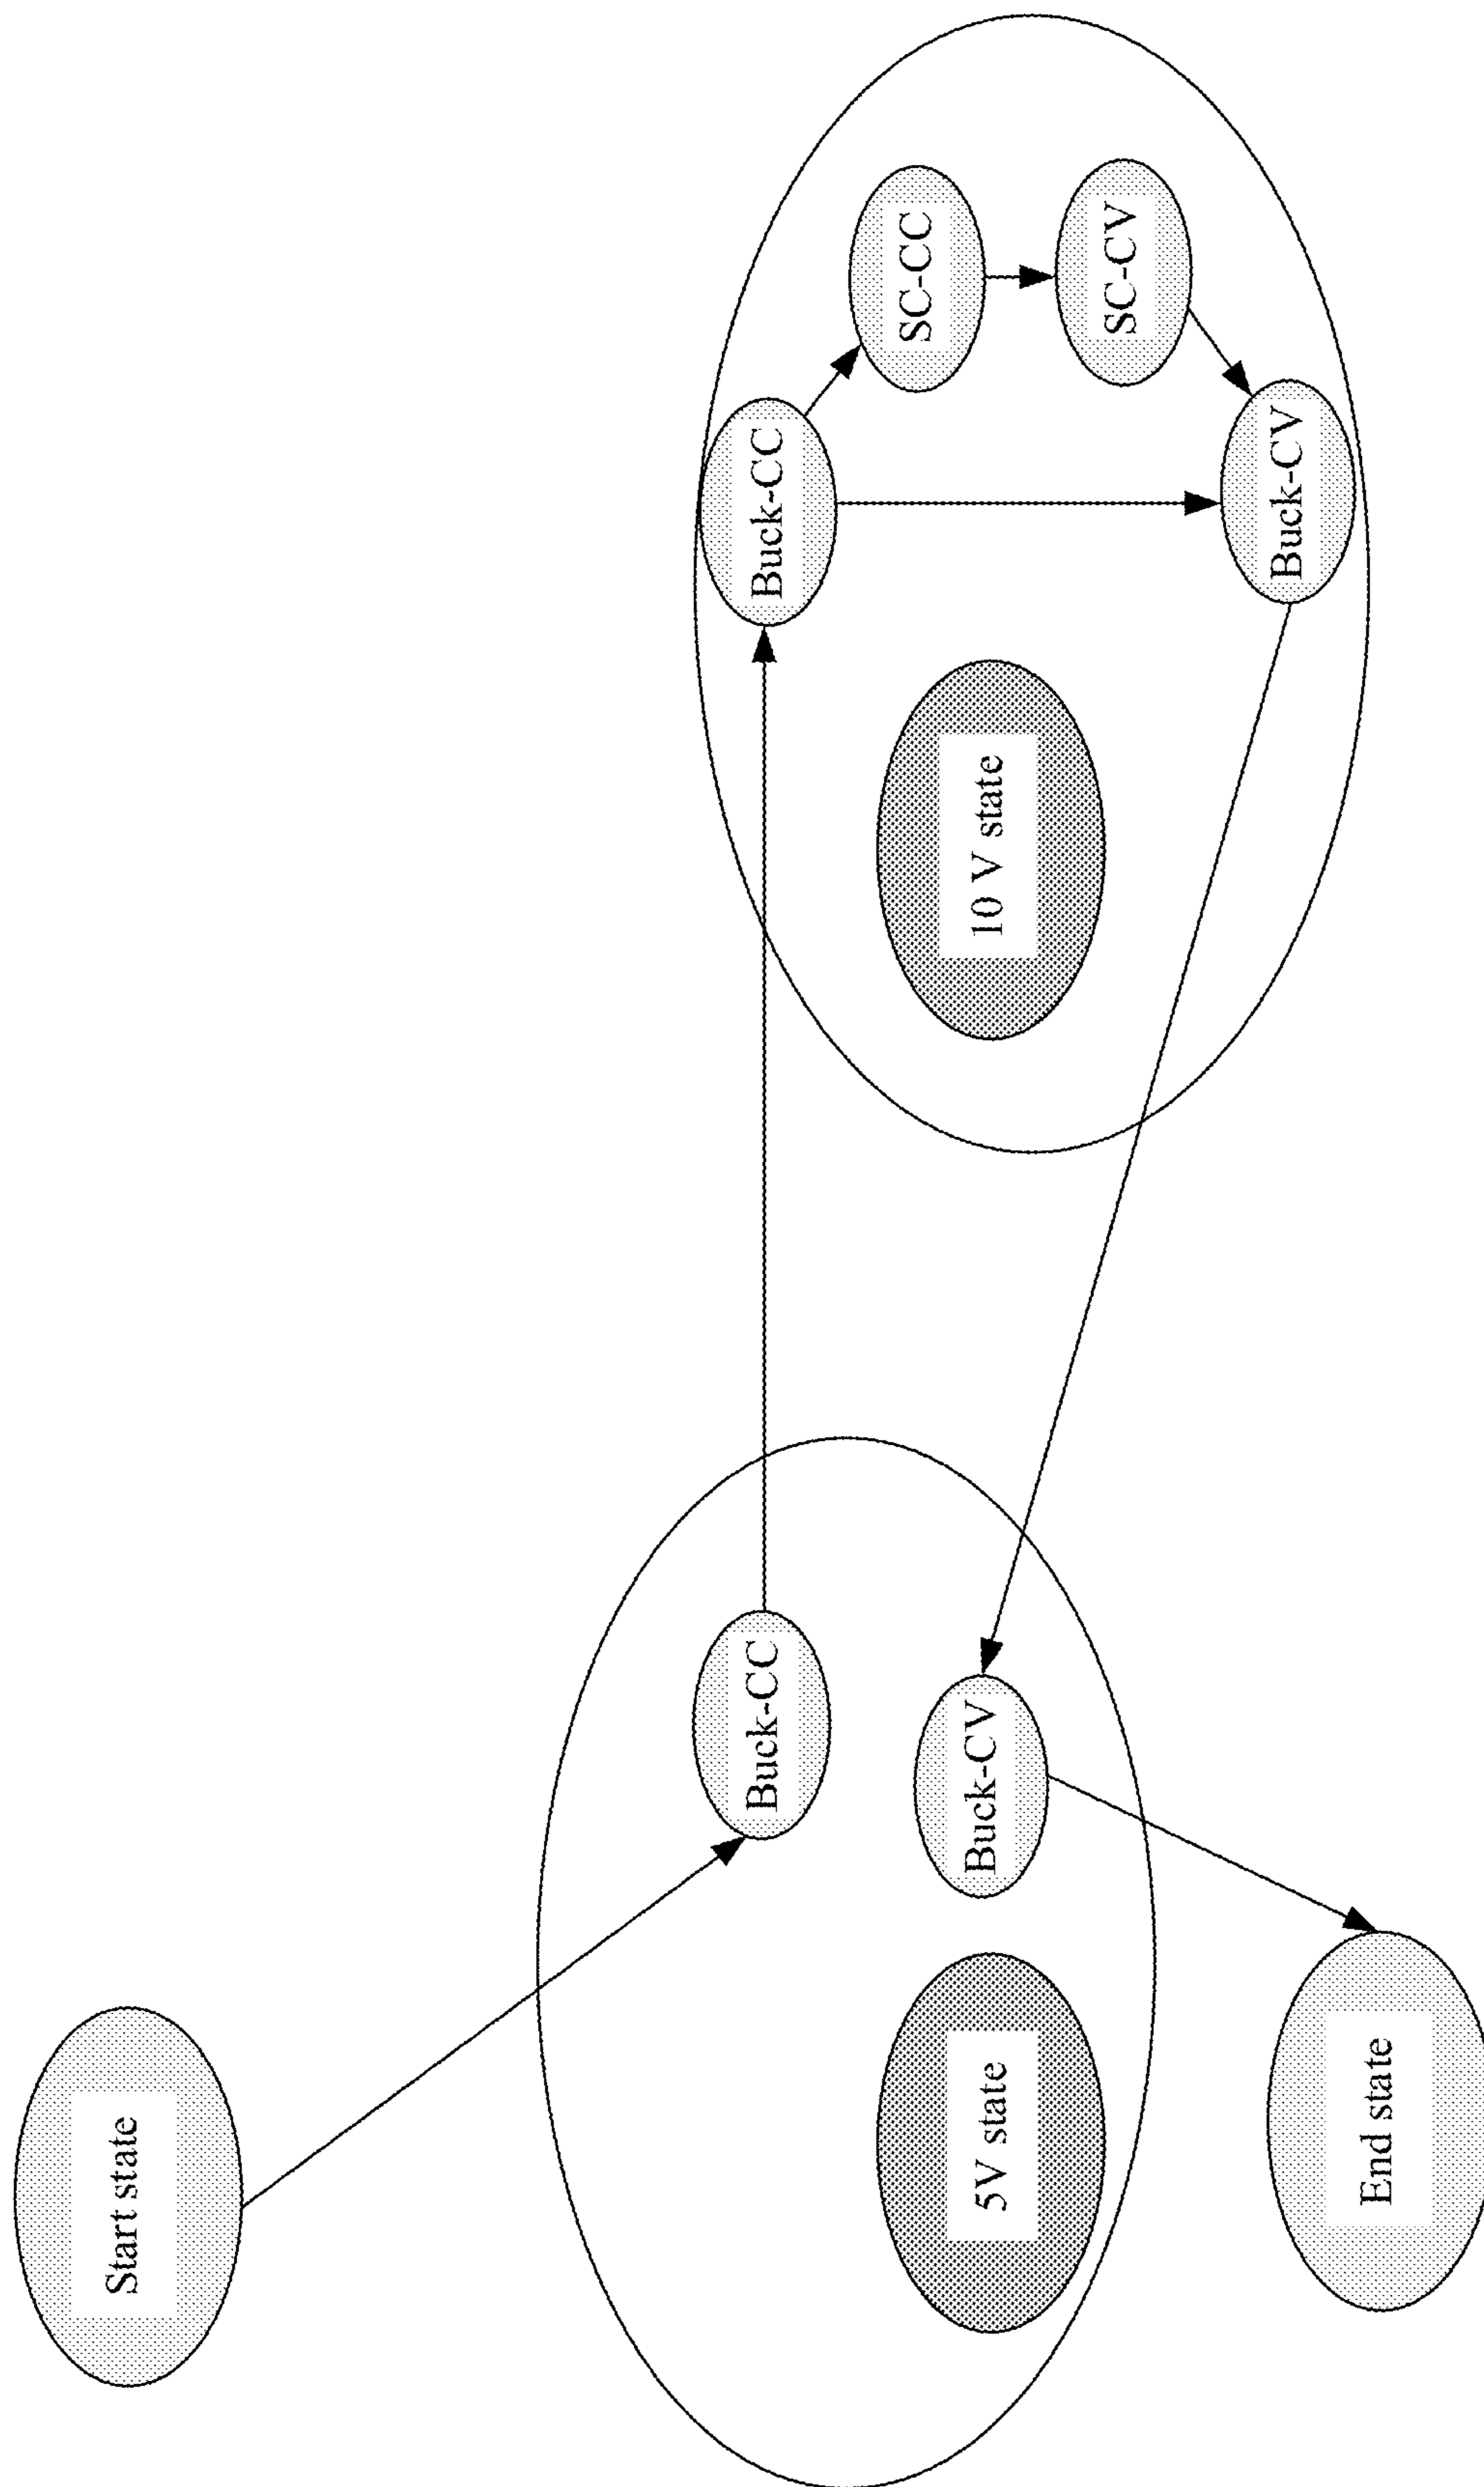 Start state
Buck-CC
Buck-CC
SC-CC
5V state
Buck-CV
10 V state
SC-CV
End state
Buck-CV